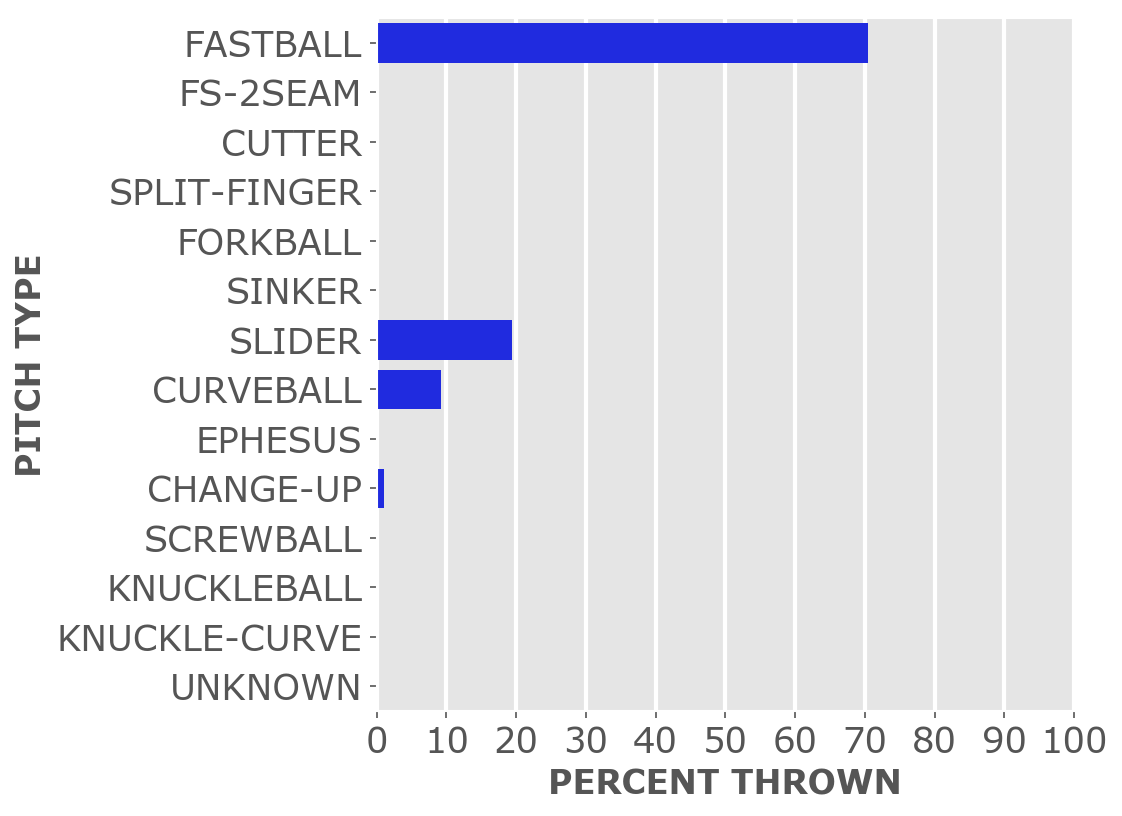 FASTBALL
FS-2SEAM
CUTTER
SPLIT-FINGER
FORKBALL
SINKER
SLIDER
CURVEBALL
EPHESUS
CHANGE-UP
SCREWBALL
KNUCKLEBALL
KNUCKLE-CURVE
UNKNOWN
PITCH TYPE
0 10 20 30 40 50 60 70 80 90 100
PERCENT THROWN